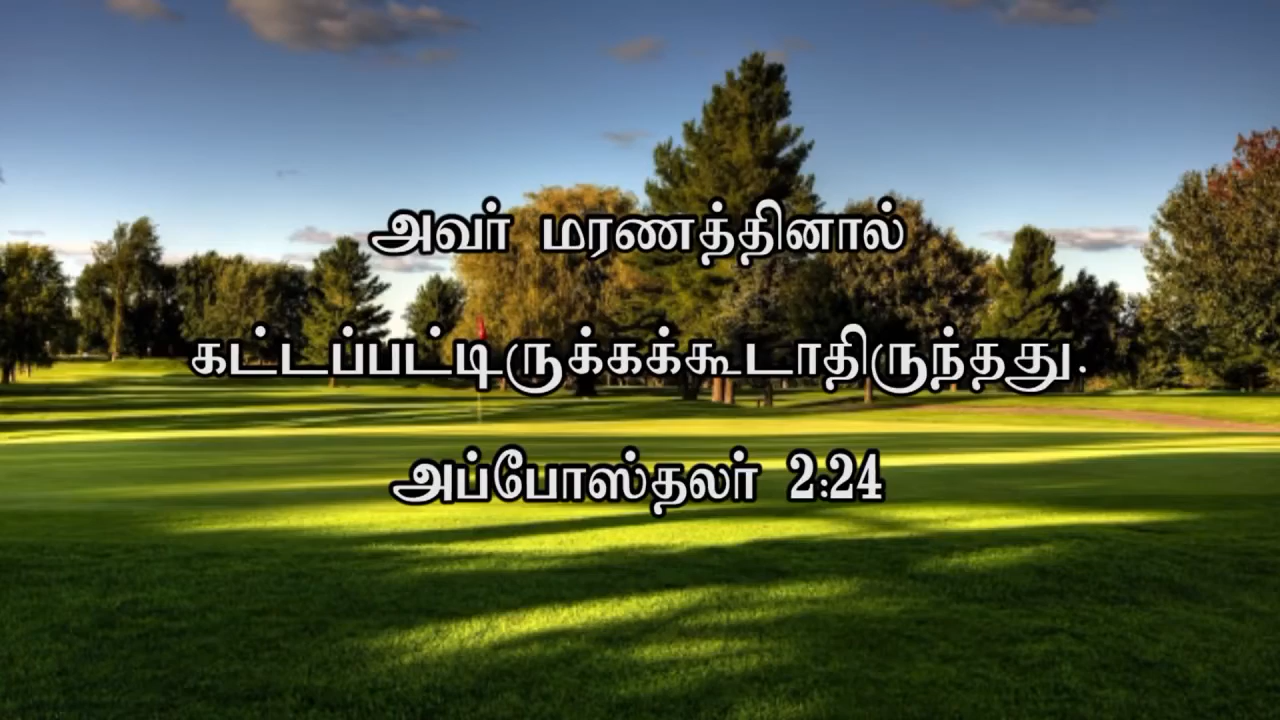 அவர் மரணத்தினால்
கட்டப்பட்டிருக்கக்கூடாதிருந்தது.
அப்போஸ்தலர் 2:24